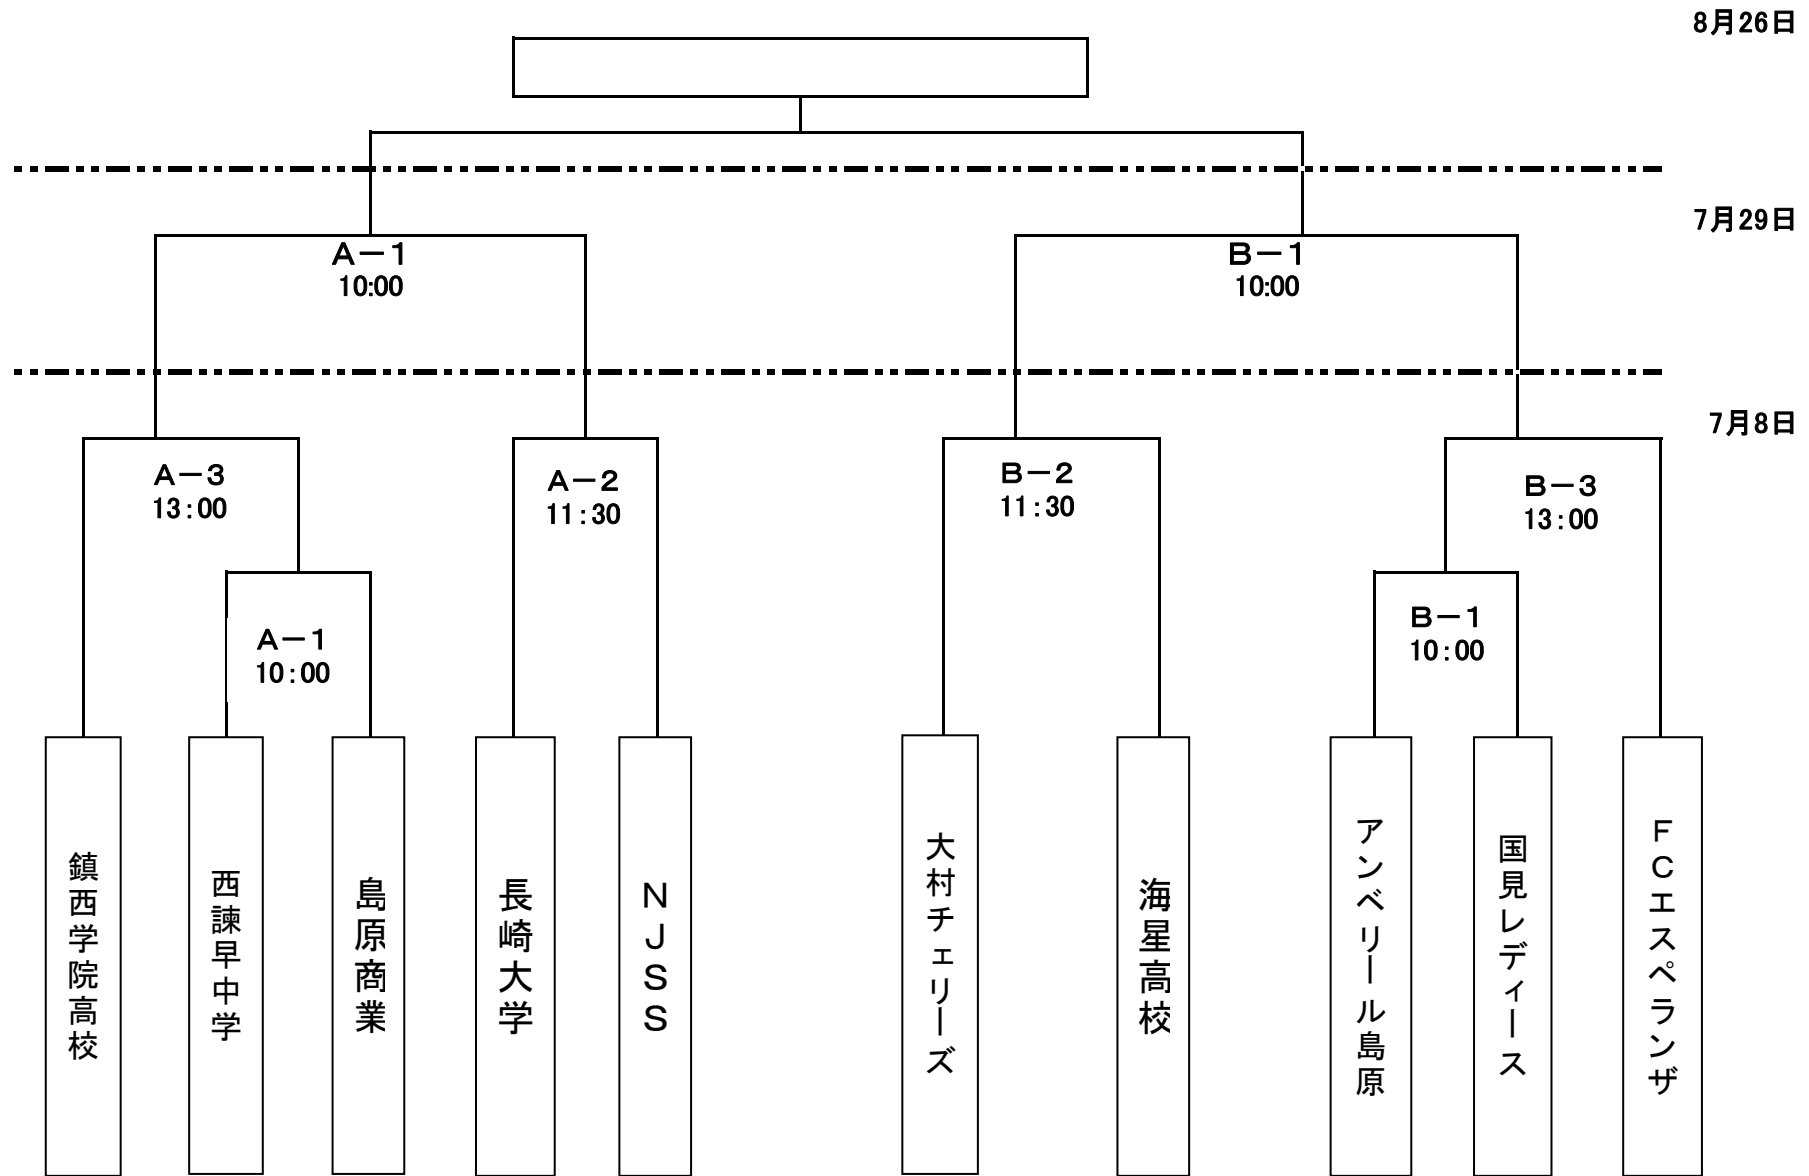 8月26日
7月29日
A－1
10:00
B－1
10:00
7月8日
A－3
13:00
A－2
11:30
B－2
11:30
B－3
13:00
A－1
10:00
B－1
10:00
鎮西学院高校
西諫早中学
島原商業
長崎大学
NJSS
大村チェリーズ
海星高校
アンベリール島原
国見レディース
FCエスペランザ